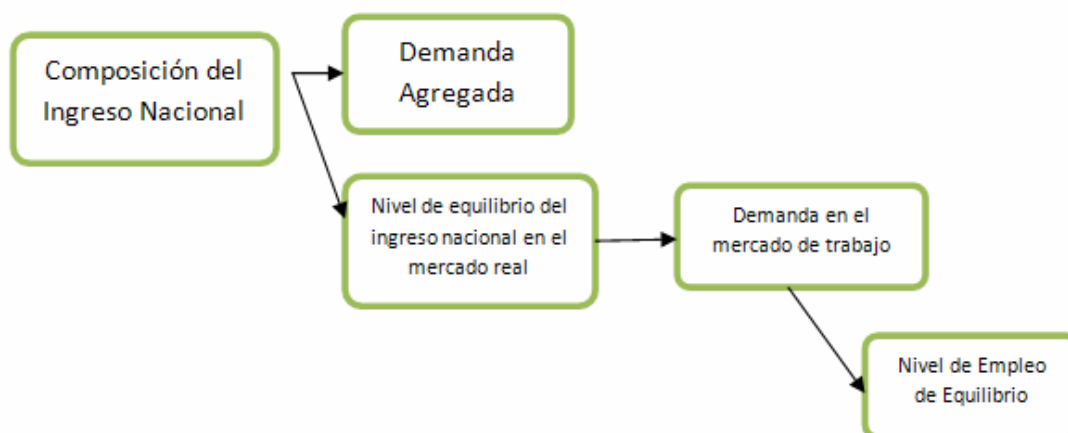 Composición del
Ingreso Nacional
Demanda
Agregada
Nivel de equilibrio del
ingreso nacional en el
mercado real
Demanda en el
mercado de trabajo
Nivel de Empleo
de Equilibrio